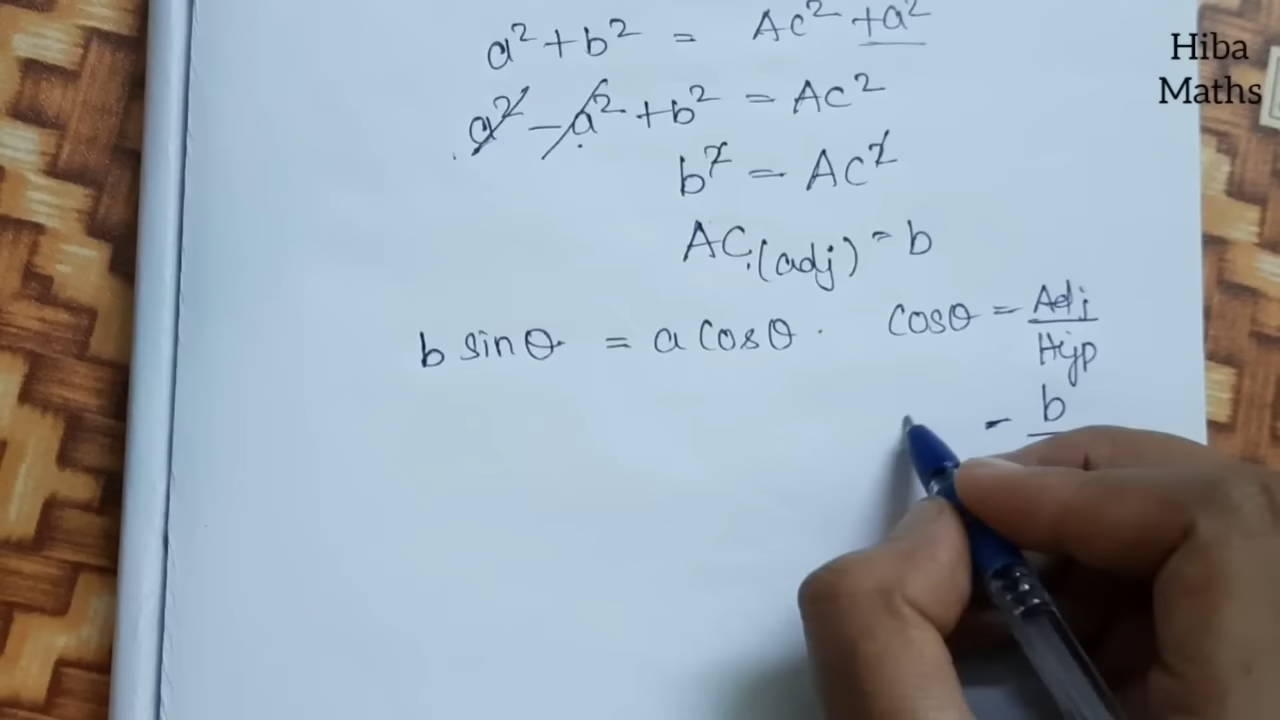 a² + b² = AC² + a²
Hiba
Maths
a² - a² + b² = AC²
b² = AC²
AC (adj) = b
b sin θ = a cos θ . cos θ = Adj / Hyp
= b